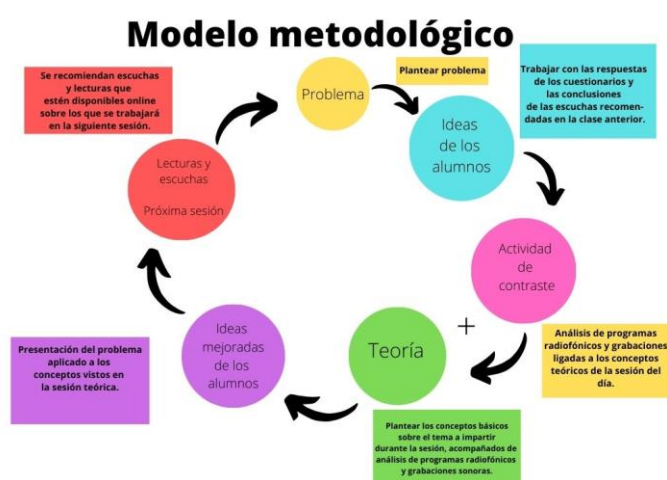 Modelo metodológico
Problema
Plantear problema
Ideas
de los
alumnos
Trabajar con las respuestas
de los cuestionarios y
las conclusiones
de las escuchas recomen-
dadas en la clase anterior.
Actividad
de
contraste
Análisis de programas
radiofónicos y grabaciones
ligadas a los conceptos
teóricos de la sesión del
día.
+
Teoría
Plantear los conceptos básicos
sobre el tema a impartir
durante la sesión, acompañados de
análisis de programas radiofónicos
y grabaciones sonoras.
Ideas
mejoradas
de los
alumnos
Presentación del problema
aplicado a los
conceptos vistos en
la sesión teórica.
Lecturas y
escuchas
Próxima sesión
Se recomiendan escuchas
y lecturas que
estén disponibles online
sobre los que se trabajará
en la siguiente sesión.